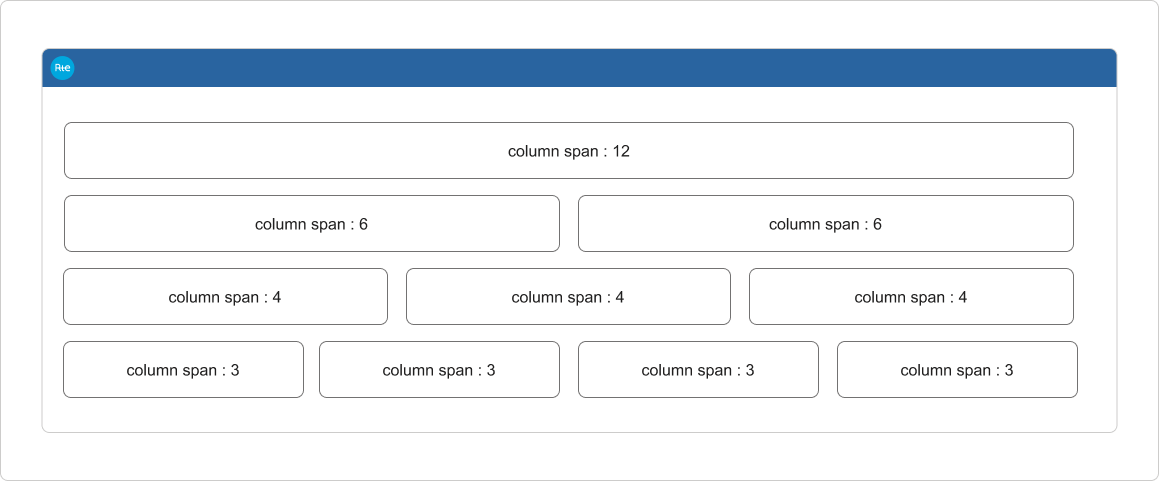 Rte
column span : 12
column span : 6 column span : 6
column span : 4 column span : 4 column span : 4
column span : 3 column span : 3 column span : 3 column span : 3